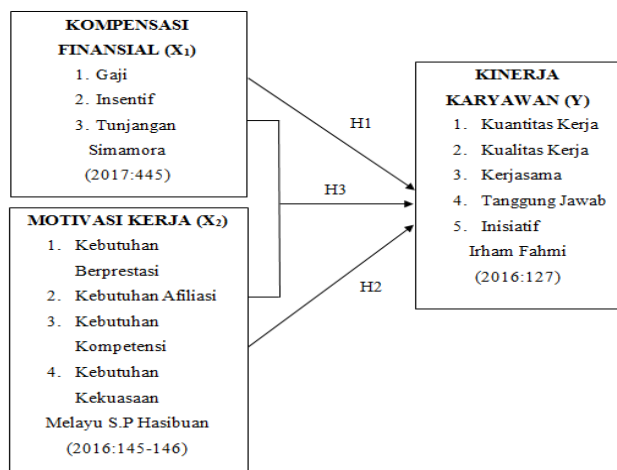 KOMPENSASI
FINANSIAL (X₁)
1. Gaji
2. Insentif
3. Tunjangan
Simamora
(2017:445)
MOTIVASI KERJA (X₂)
1. Kebutuhan
Berprestasi
2. Kebutuhan Afiliasi
3. Kebutuhan
Kompetensi
4. Kebutuhan
Kekuasaan
Melayu S.P Hasibuan
(2016:145-146)
H1
H3
H2
KINERJA
KARYAWAN (Y)
1. Kuantitas Kerja
2. Kualitas Kerja
3. Kerjasama
4. Tanggung Jawab
5. Inisiatif
Irham Fahmi
(2016:127)